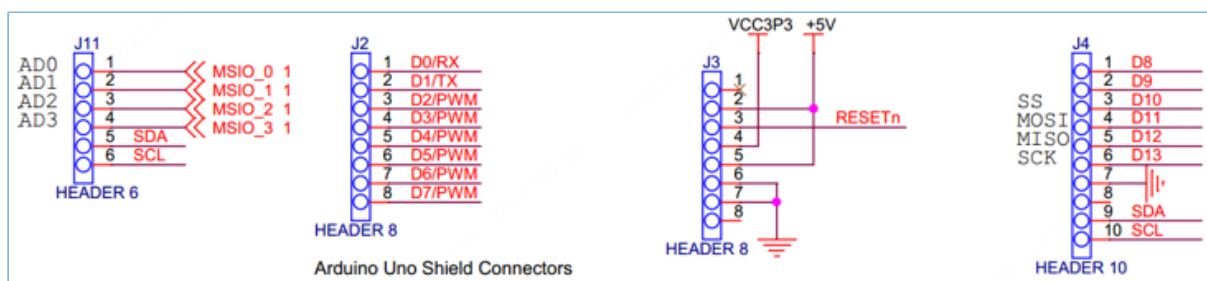 J11
AD0 1 MSIO_0 1
AD1 2 MSIO_1 1
AD2 3 MSIO_2 1
AD3 4 MSIO_3 1
5 SDA
6 SCL
HEADER 6
J2
1 D0/RX
2 D1/TX
3 D2/PWM
4 D3/PWM
5 D4/PWM
6 D5/PWM
7 D6/PWM
8 D7/PWM
HEADER 8
Arduino Uno Shield Connectors
VCC3P3 +5V
J3
1
2
3 RESETn
4
5
6
7
8
HEADER 8
J4
1 D8
2 D9
SS 3 D10
MOSI 4 D11
MISO 5 D12
SCK 6 D13
7
8
9 SDA
10 SCL
HEADER 10